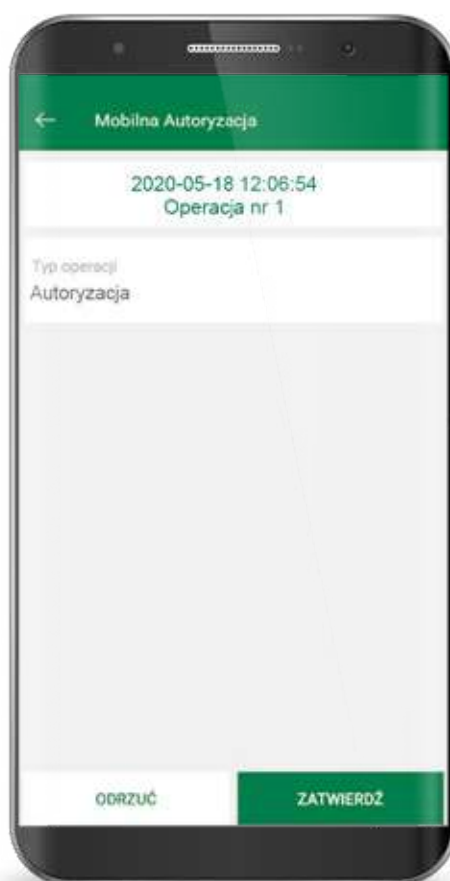 Mobilna Autoryzacja
2020-05-18 12:06:54
Operacja nr 1
Typ operacji
Autoryzacja
ODRZUĆ
ZATWIERDŹ